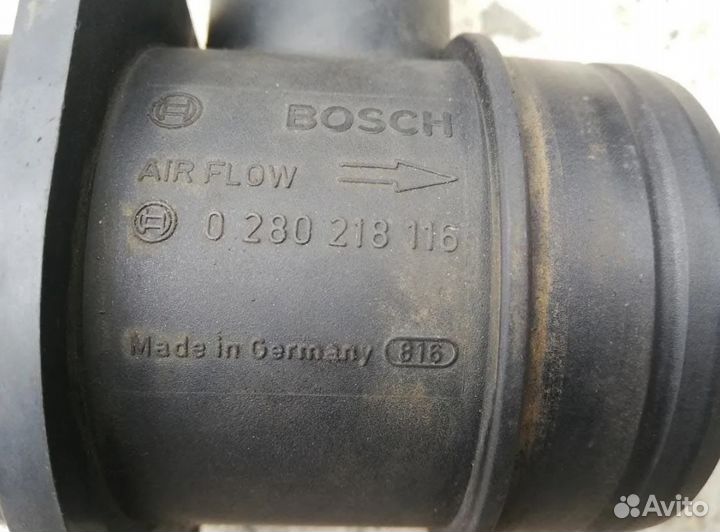 BOSCH
AIR FLOW
0 280 218 116
Made in Germany 816
Avito